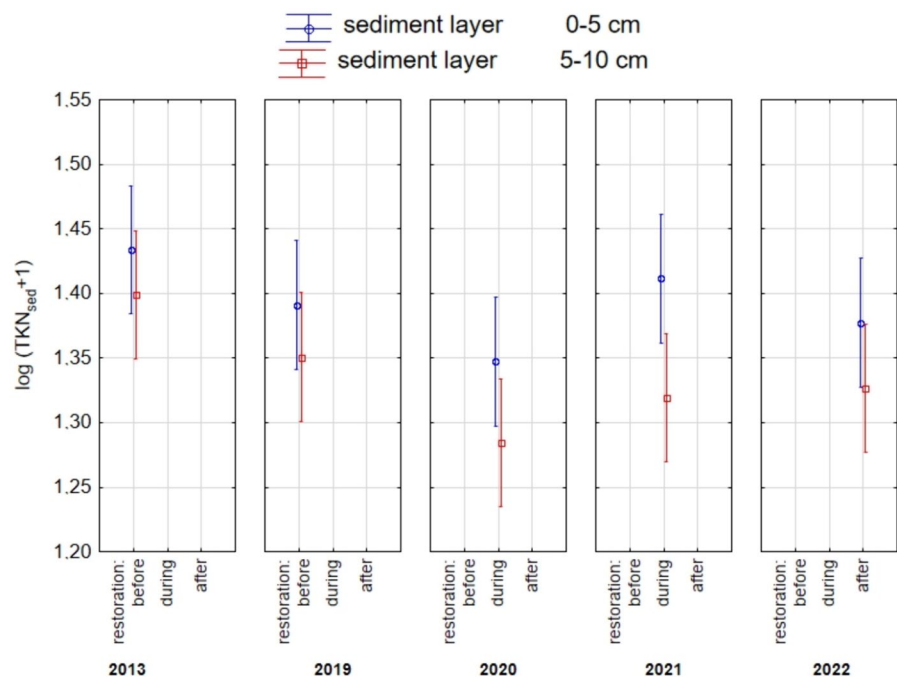 sediment layer 0-5 cm
sediment layer 5-10 cm
log (TKNsed+1)
1.55
1.50
1.45
1.40
1.35
1.30
1.25
1.20
restoration: before during after
restoration: before during after
restoration: before during after
restoration: before during after
restoration: before during after
2013 2019 2020 2021 2022